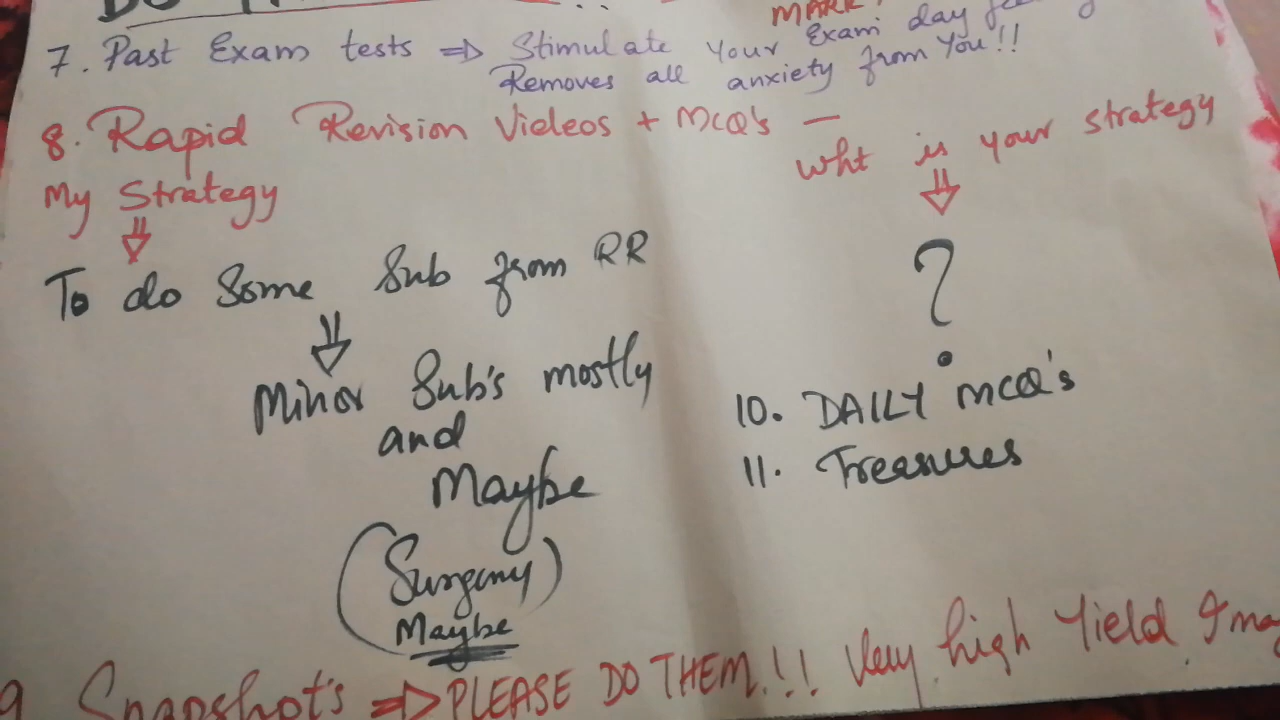 MARK
7. Past Exam tests ⇒ Stimulate your Exam day
Removes all anxiety from You!!
8. Rapid Revision Videos + McQ's —
My Strategy
⇓
To do Some Sub from RR
⇓
Minor Sub's mostly
and
Maybe
(Surgery)
Maybe
Wht is your strategy
⇓
?
10. DAILY McQ's
11. Treasures
9 Snapshot's ⇒ PLEASE DO THEM!!! Very high Yield